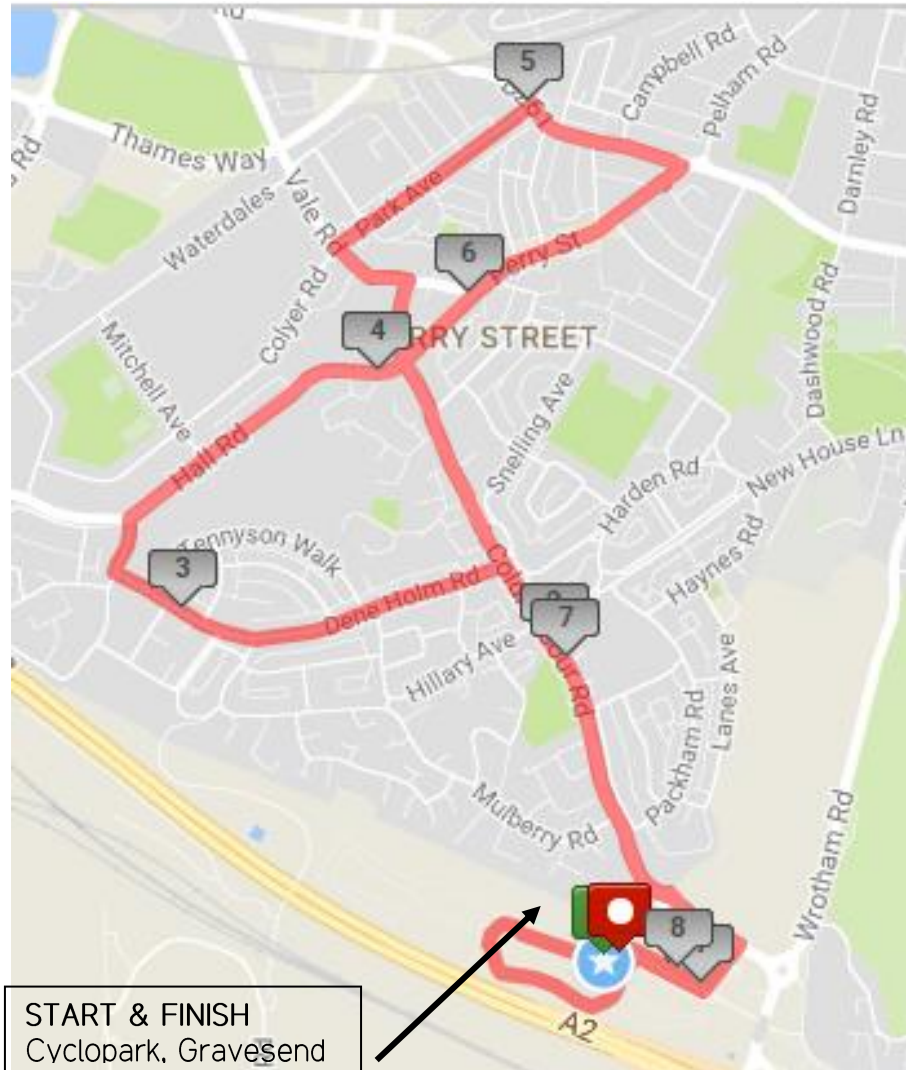 5
Campbell Rd
Pelham Rd
Darnley Rd
Thames Way
Vale Rd
Park Ave
Waterdales
6
Perry St
Colyer Rd
4
RRY STREET
Dashwood Rd
Mitchell Ave
Snelling Ave
Hall Rd
Harden Rd
New House Ln
Tennyson Walk
3
Haynes Rd
Dene Holm Rd
7
Hillary Ave
Lanes Ave
Packham Rd
Mulberry Rd
Wrotham Rd
8
A2
START & FINISH
Cyclopark, Gravesend